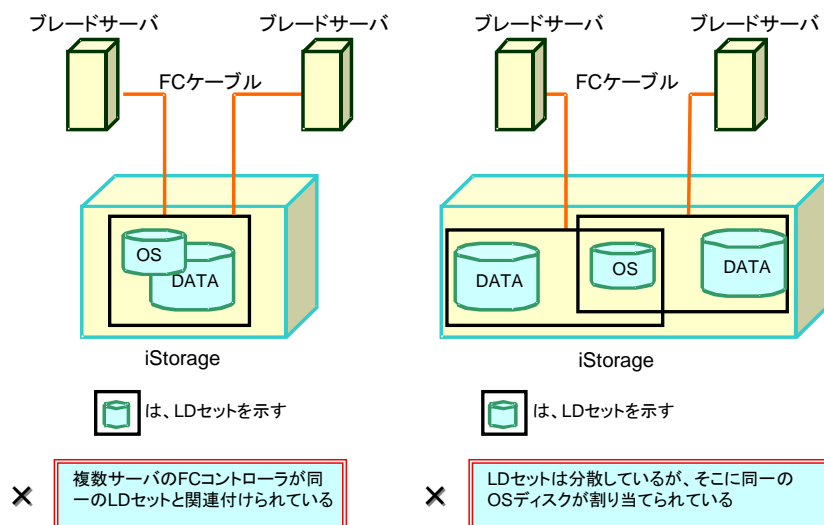 ブレードサーバ
ブレードサーバ
FCケーブル
OS
DATA
iStorage
は、LDセットを示す
×
複数サーバのFCコントローラが同
一のLDセットと関連付けられている
ブレードサーバ
ブレードサーバ
FCケーブル
DATA
OS
DATA
iStorage
は、LDセットを示す
×
LDセットは分散しているが、そこに同一の
OSディスクが割り当てられている